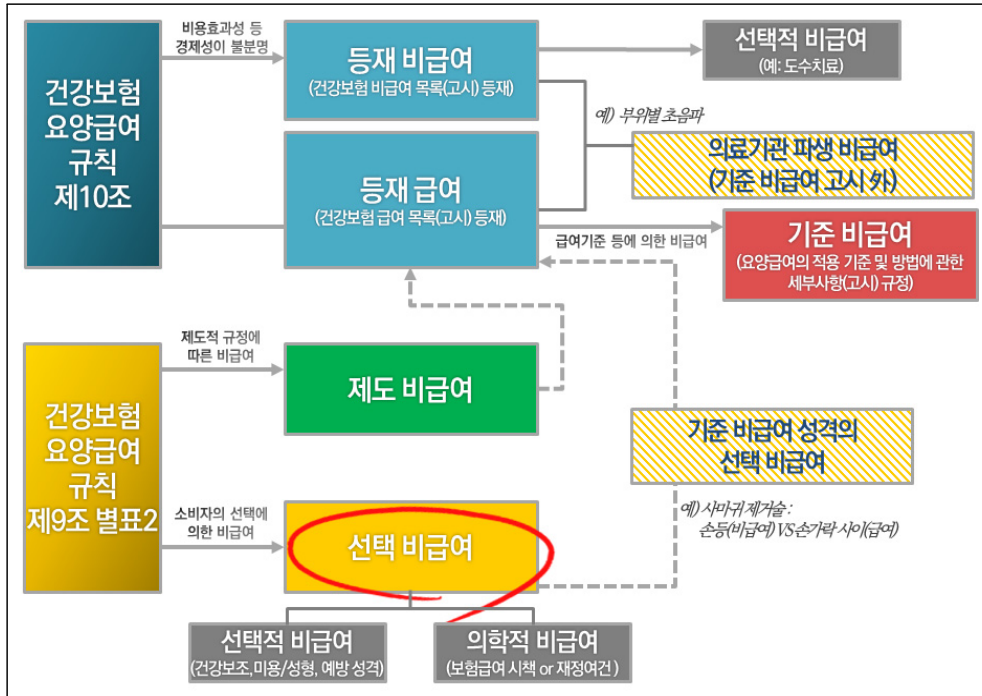 건강보험
요양급여
규칙
제10조
비용효과성 등
경제성이 불분명
등재 비급여
(건강보험 비급여 목록(고시) 등재)
선택적 비급여
(예: 도수치료)
예) 부위별 초음파
의료기관 파생 비급여
(기준 비급여 고시 外)
등재 급여
(건강보험 급여 목록(고시) 등재)
급여기준 등에 의한 비급여
기준 비급여
(요양급여의 적용 기준 및 방법에 관한
세부사항(고시) 규정)
건강보험
요양급여
규칙
제9조 별표2
제도적 규정에
따른 비급여
제도 비급여
기준 비급여 성격의
선택 비급여
예) 사마귀 제거술 :
손등(비급여) VS 손가락 사이(급여)
소비자의 선택에
의한 비급여
선택 비급여
선택적 비급여
(건강보조, 미용/성형, 예방 성격)
의학적 비급여
(보험급여 시책 or 재정여건 )